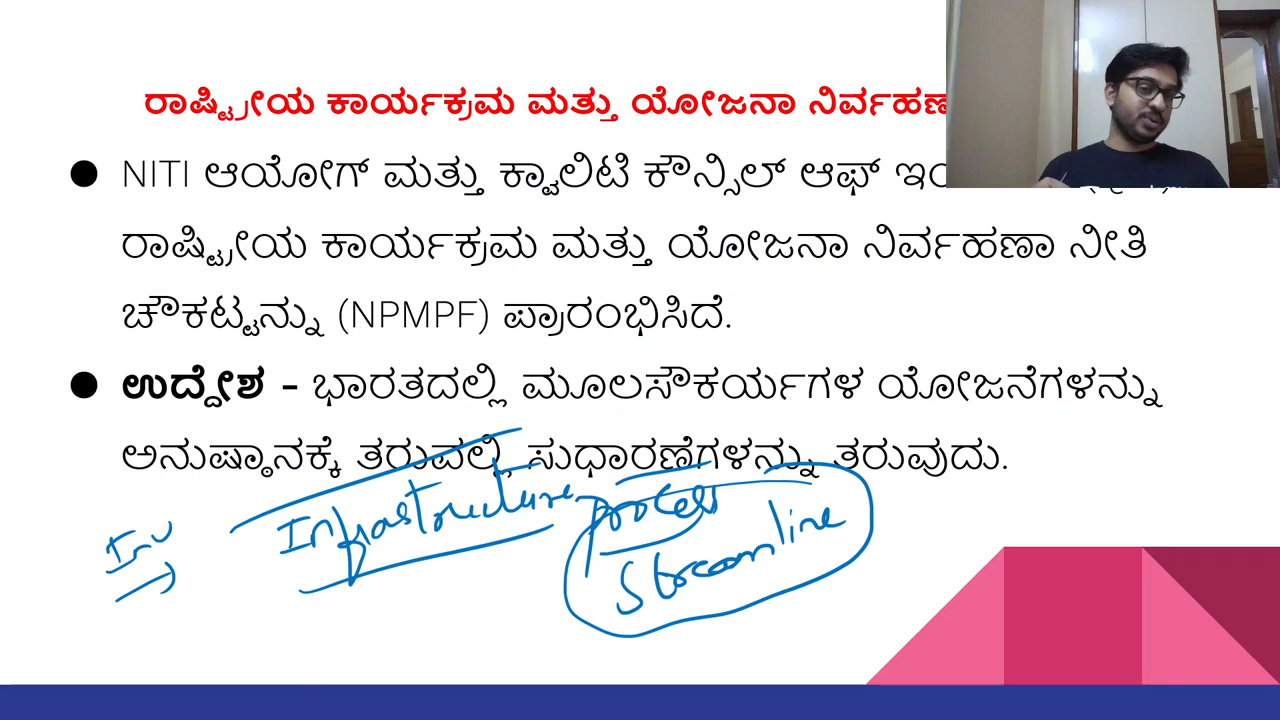 ರಾಷ್ಟ್ರೀಯ ಕಾರ್ಯಕ್ರಮ ಮತ್ತು ಯೋಜನಾ ನಿರ್ವಹಣಾ
● NITI ಆಯೋಗ್ ಮತ್ತು ಕ್ವಾಲಿಟಿ ಕೌನ್ಸಿಲ್ ಆಫ್
ರಾಷ್ಟ್ರೀಯ ಕಾರ್ಯಕ್ರಮ ಮತ್ತು ಯೋಜನಾ ನಿರ್ವಹಣಾ ನೀತಿ
ಚೌಕಟ್ಟನ್ನು (NPMPF) ಪ್ರಾರಂಭಿಸಿದೆ.
● ಉದ್ದೇಶ - ಭಾರತದಲ್ಲಿ ಮೂಲಸೌಕರ್ಯಗಳ ಯೋಜನೆಗಳನ್ನು
ಅನುಷ್ಠಾನಕ್ಕೆ ತರುವಲ್ಲಿ ಸುಧಾರಣೆಗಳನ್ನು ತರುವುದು.
Infrastructure process
Streamline